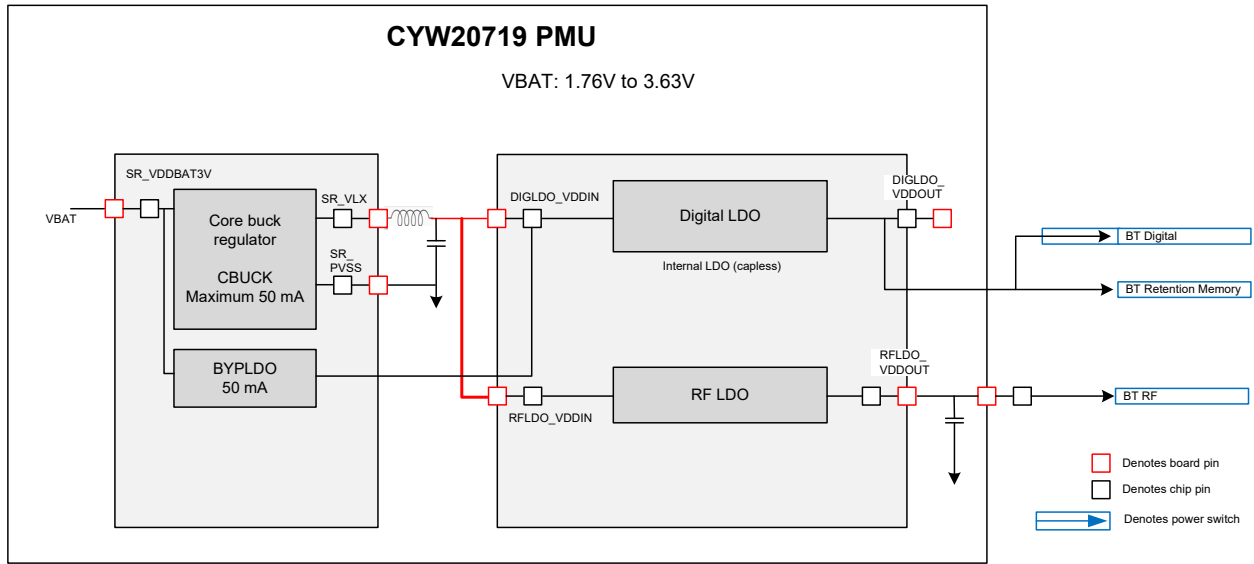 CYW20719 PMU
VBAT: 1.76V to 3.63V
SR_VDDBAT3V
VBAT
Core buck
regulator
CBUCK
Maximum 50 mA
SR_VLX
SR_
PVSS
BYPLDO
50 mA
DIGLDO_VDDIN
Digital LDO
Internal LDO (capless)
DIGLDO_
VDDOUT
BT Digital
BT Retention Memory
RFLDO_VDDIN
RF LDO
RFLDO_
VDDOUT
BT RF
Denotes board pin
Denotes chip pin
Denotes power switch